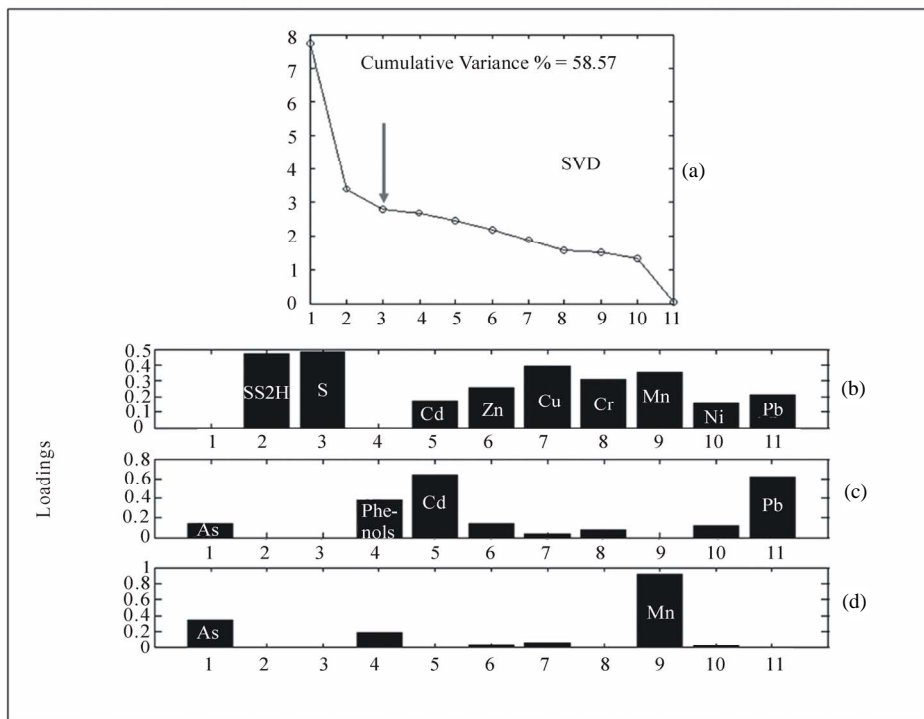 8
7
6
5
4
3
2
1
0
Cumulative Variance % = 58.57
SVD
(a)
1 2 3 4 5 6 7 8 9 10 11
Loadings
0.5
0.4
0.3
0.2
0.1
0
SS2H S Cd Zn Cu Cr Mn Ni Pb
(b)
1 2 3 4 5 6 7 8 9 10 11
0.8
0.6
0.4
0.2
0
As Phe-
nols Cd Pb
(c)
1 2 3 4 5 6 7 8 9 10 11
1
0.8
0.6
0.4
0.2
0
As Mn
(d)
1 2 3 4 5 6 7 8 9 10 11